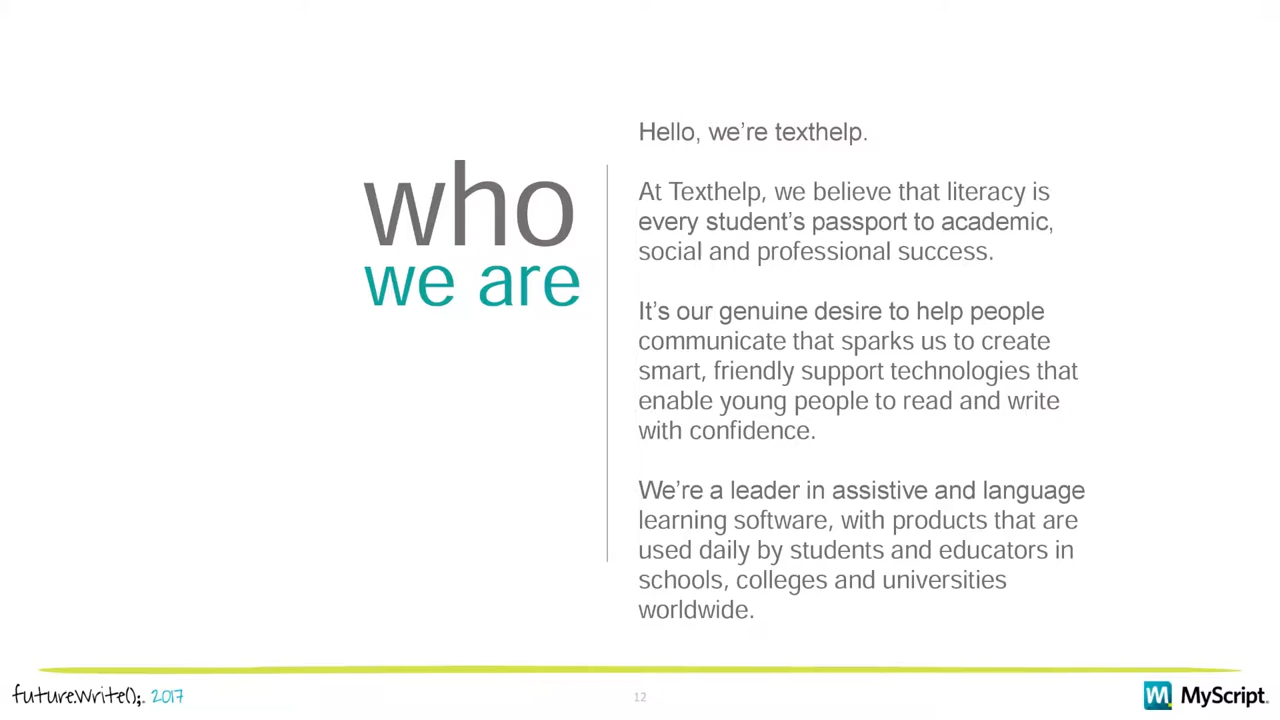 who
we are
Hello, we're texthelp.
At Texthelp, we believe that literacy is
every student's passport to academic,
social and professional success.
It's our genuine desire to help people
communicate that sparks us to create
smart, friendly support technologies that
enable young people to read and write
with confidence.
We're a leader in assistive and language
learning software, with products that are
used daily by students and educators in
schools, colleges and universities
worldwide.
future.Write();. 2017
12
MyScript.